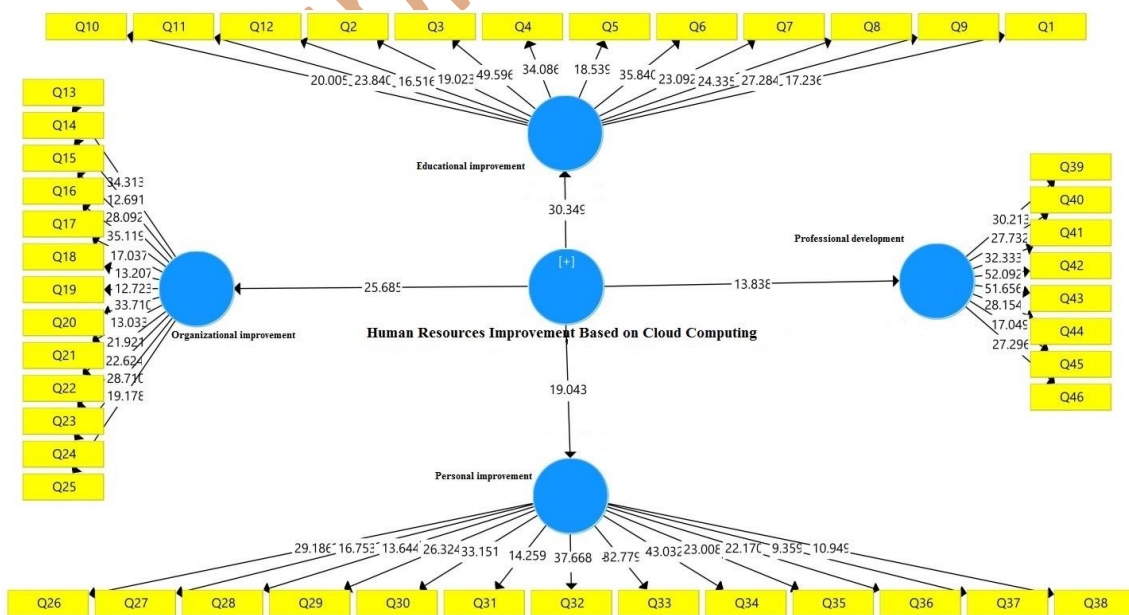 Q10 Q11 Q12 Q2 Q3 Q4 Q5 Q6 Q7 Q8 Q9 Q1
20.005 23.840 16.516 19.023 49.596 34.086 18.539 35.840 23.092 24.335 27.284 17.236
Educational improvement
30.349
Q13
Q14
Q15
Q16
Q17
Q18
Q19
Q20
Q21
Q22
Q23
Q24
Q25
34.313
12.691
28.092
35.119
17.037
13.207
12.723
33.710
13.033
21.921
22.624
28.710
19.178
Organizational improvement
25.685
[+]
Human Resources Improvement Based on Cloud Computing
13.838
Professional development
30.213
27.732
32.333
52.092
51.656
28.154
17.049
27.296
Q39
Q40
Q41
Q42
Q43
Q44
Q45
Q46
19.043
Personal improvement
29.186 16.753 13.644 26.324 33.151 14.259 37.668 43.032 23.008 22.170 9.359 10.949
Q26 Q27 Q28 Q29 Q30 Q31 Q32 Q33 Q34 Q35 Q36 Q37 Q38